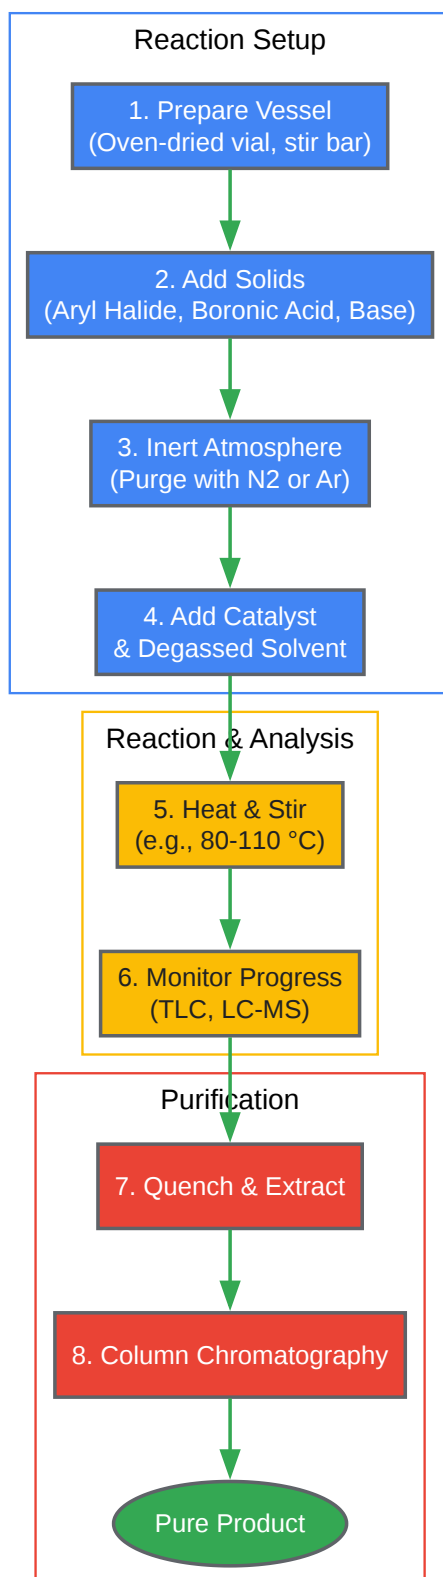 Reaction Setup
1. Prepare Vessel
(Oven-dried vial, stir bar)
2. Add Solids
(Aryl Halide, Boronic Acid, Base)
3. Inert Atmosphere
(Purge with N2 or Ar)
4. Add Catalyst
& Degassed Solvent
Reaction & Analysis
5. Heat & Stir
(e.g., 80-110 °C)
6. Monitor Progress
(TLC, LC-MS)
Purification
7. Quench & Extract
8. Column Chromatography
Pure Product